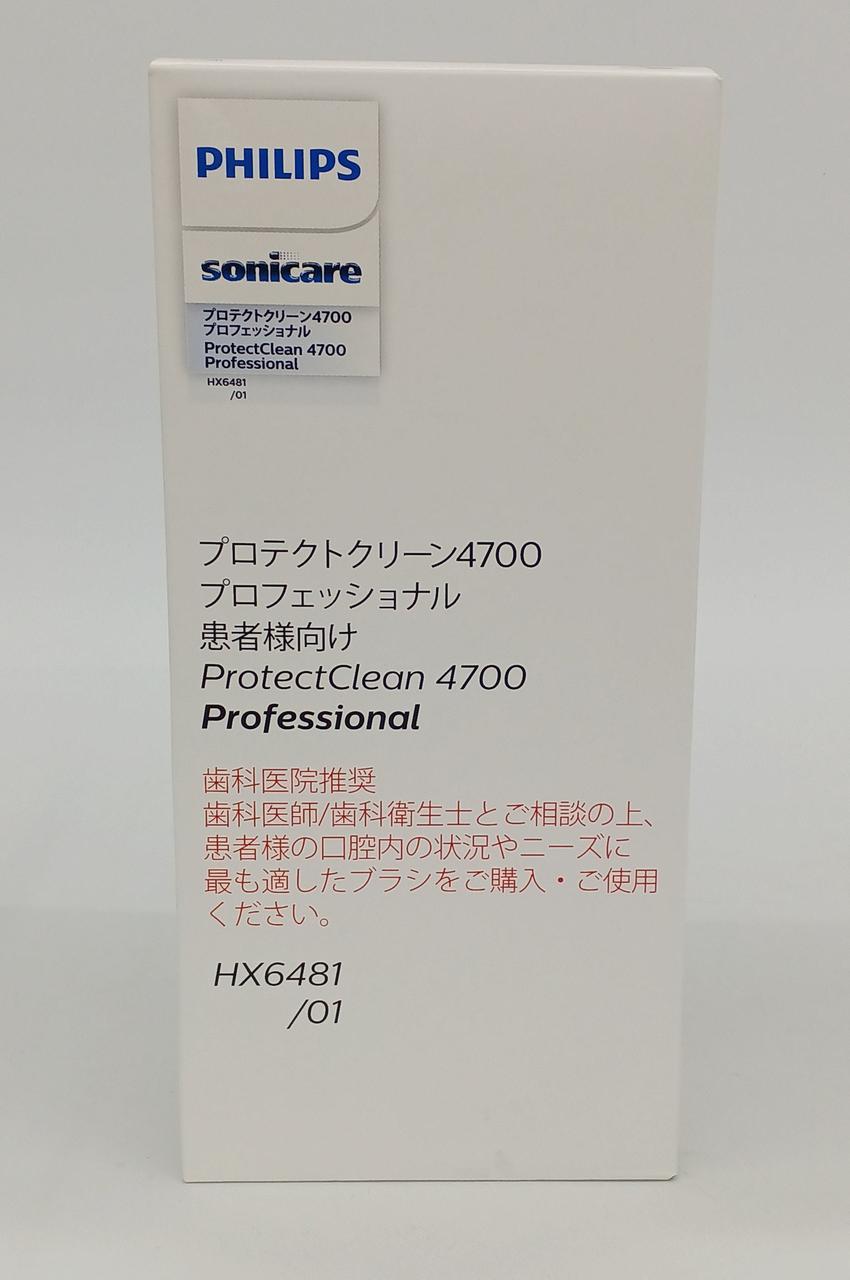 PHILIPS
sonicare
プロテクトクリーン4700
プロフェッショナル
ProtectClean 4700
Professional
HX6481
/01
プロテクトクリーン4700
プロフェッショナル
患者様向け
ProtectClean 4700
Professional
歯科医院推奨
歯科医師/歯科衛生士とご相談の上、
患者様の口腔内の状況やニーズに
最も適したブラシをご購入・ご使用
ください。
HX6481
/01